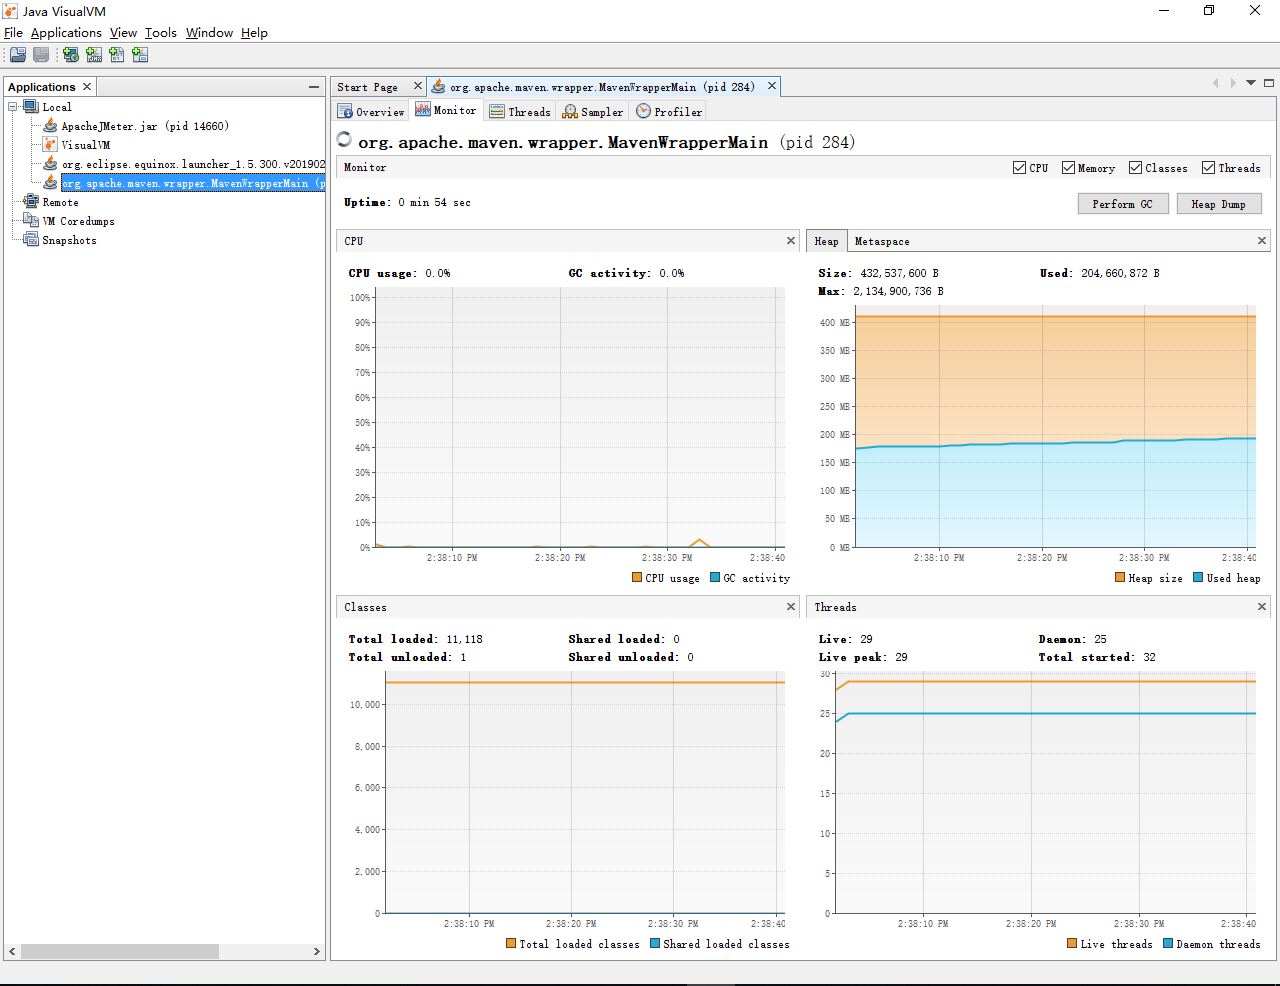 Java VisualVM
File Applications View Tools Window Help
Applications
Local
ApacheJMeter.jar (pid 14660)
VisualVM
org.eclipse.equinox.launcher_1.5.300.v201902
org.apache.maven.wrapper.MavenWrapperMain (p
Remote
VM Coredumps
Snapshots
Start Page org.apache.maven.wrapper.MavenWrapperMain (pid 284)
Overview Monitor Threads Sampler Profiler
org.apache.maven.wrapper.MavenWrapperMain (pid 284)
Monitor CPU Memory Classes Threads
Uptime: 0 min 54 sec Perform GC Heap Dump
CPU
CPU usage: 0.0% GC activity: 0.0%
100%
90%
80%
70%
60%
50%
40%
30%
20%
10%
0%
2:38:10 PM 2:38:20 PM 2:38:30 PM 2:38:40
CPU usage GC activity
Heap Metaspace
Size: 432,537,600 B Used: 204,660,872 B
Max: 2,134,900,736 B
400 MB
350 MB
300 MB
250 MB
200 MB
150 MB
100 MB
50 MB
0 MB
2:38:10 PM 2:38:20 PM 2:38:30 PM 2:38:40
Heap size Used heap
Classes
Total loaded: 11,118 Shared loaded: 0
Total unloaded: 1 Shared unloaded: 0
10,000
8,000
6,000
4,000
2,000
0
2:38:10 PM 2:38:20 PM 2:38:30 PM 2:38:40
Total loaded classes Shared loaded classes
Threads
Live: 29 Daemon: 25
Live peak: 29 Total started: 32
30
25
20
15
10
5
0
2:38:10 PM 2:38:20 PM 2:38:30 PM 2:38:40
Live threads Daemon threads